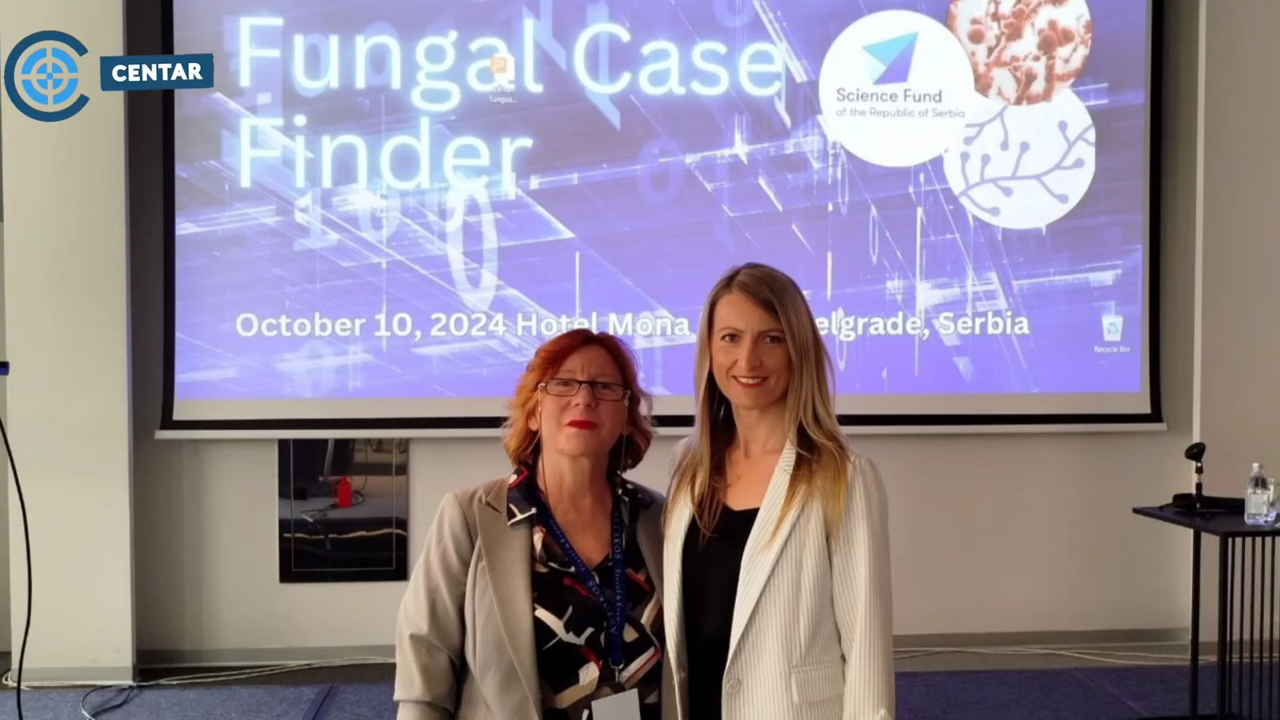 CENTAR
Fungal Case
Finder
Science Fund
of the Republic of Serbia
October 10, 2024 Hotel Mona elgrade, Serbia
Recycle Bin